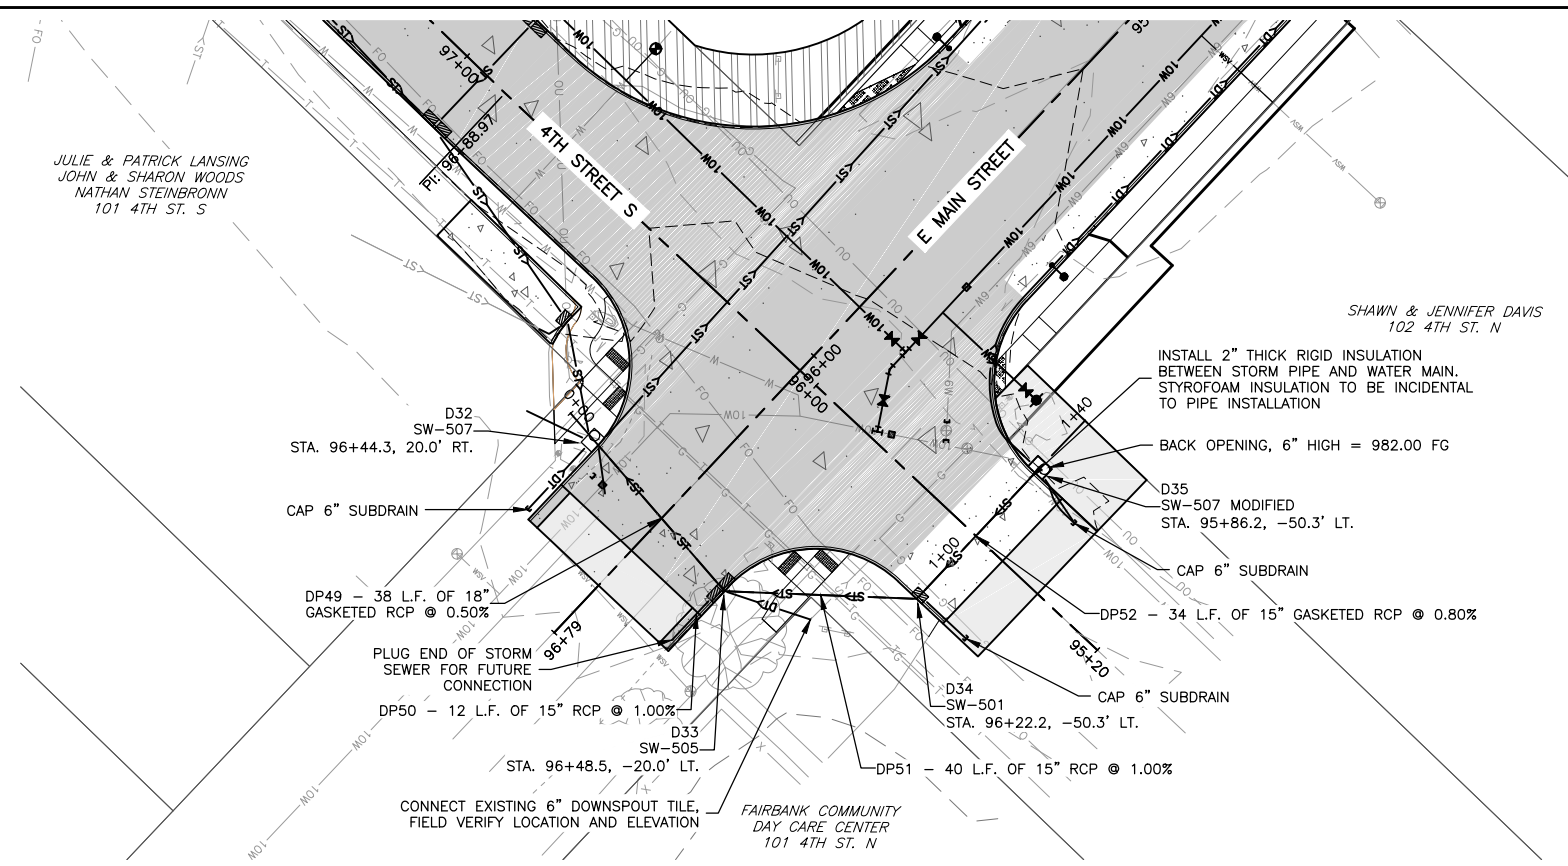 JULIE & PATRICK LANSING
JOHN & SHARON WOODS
NATHAN STEINBRONN
101 4TH ST. S
97+00
PI: 96+88.97
4TH STREET S
E. MAIN STREET
SHAWN & JENNIFER DAVIS
102 4TH ST. N
INSTALL 2" THICK RIGID INSULATION
BETWEEN STORM PIPE AND WATER MAIN.
STYROFOAM INSULATION TO BE INCIDENTAL
TO PIPE INSTALLATION
BACK OPENING, 6" HIGH = 982.00 FG
D35
SW-507 MODIFIED
STA. 95+86.2, -50.3' LT.
CAP 6" SUBDRAIN
DP52 - 34 L.F. OF 15" GASKETED RCP @ 0.80%
CAP 6" SUBDRAIN
D34
SW-501
STA. 96+22.2, -50.3' LT.
DP51 - 40 L.F. OF 15" RCP @ 1.00%
96+00
96+00
0+00
1+00
1+40
95+20
96+79
D32
SW-507
STA. 96+44.3, 20.0' RT.
CAP 6" SUBDRAIN
DP49 - 38 L.F. OF 18"
GASKETED RCP @ 0.50%
PLUG END OF STORM
SEWER FOR FUTURE
CONNECTION
DP50 - 12 L.F. OF 15" RCP @ 1.00%
D33
SW-505
STA. 96+48.5, -20.0' LT.
CONNECT EXISTING 6" DOWNSPOUT TILE,
FIELD VERIFY LOCATION AND ELEVATION
FAIRBANK COMMUNITY
DAY CARE CENTER
101 4TH ST. N